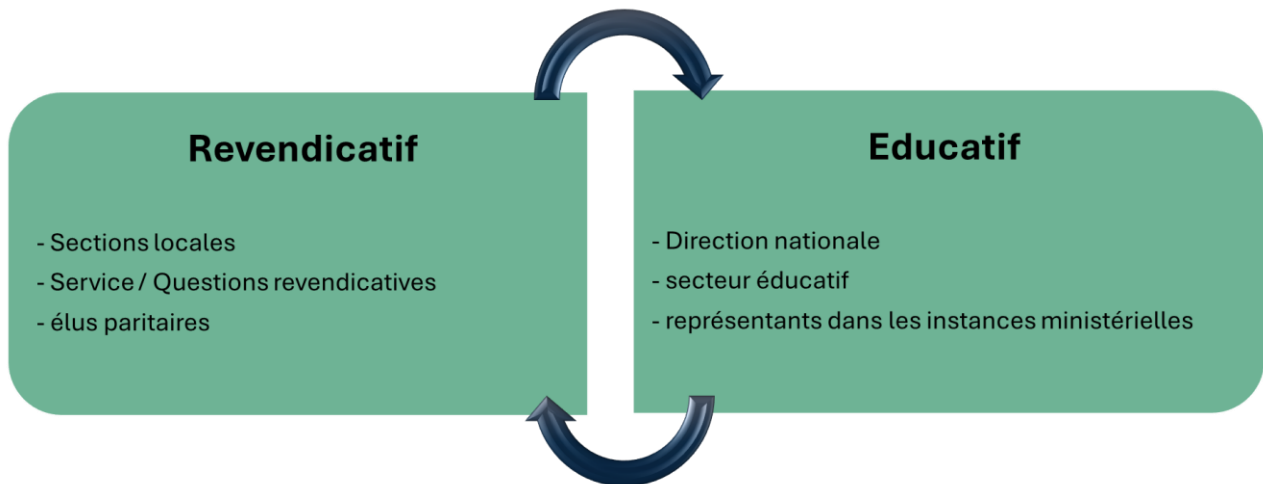 Revendicatif
- Sections locales
- Service / Questions revendicatives
- élus paritaires
Educatif
- Direction nationale
- secteur éducatif
- représentants dans les instances ministérielles